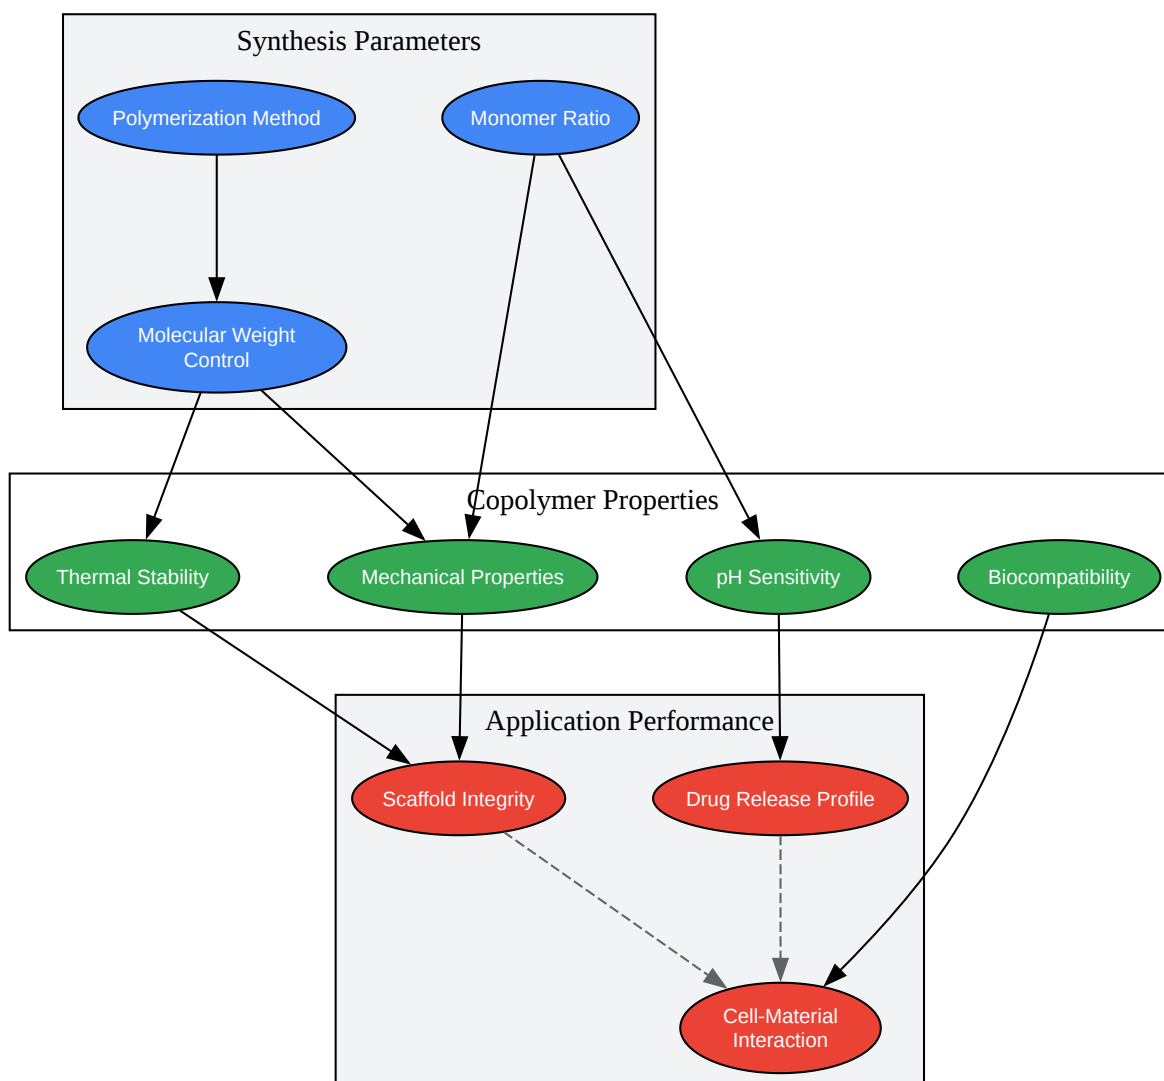 Synthesis Parameters
Polymerization Method
Monomer Ratio
Molecular Weight
Control
Copolymer Properties
Thermal Stability
Mechanical Properties
pH Sensitivity
Biocompatibility
Application Performance
Scaffold Integrity
Drug Release Profile
Cell-Material
Interaction